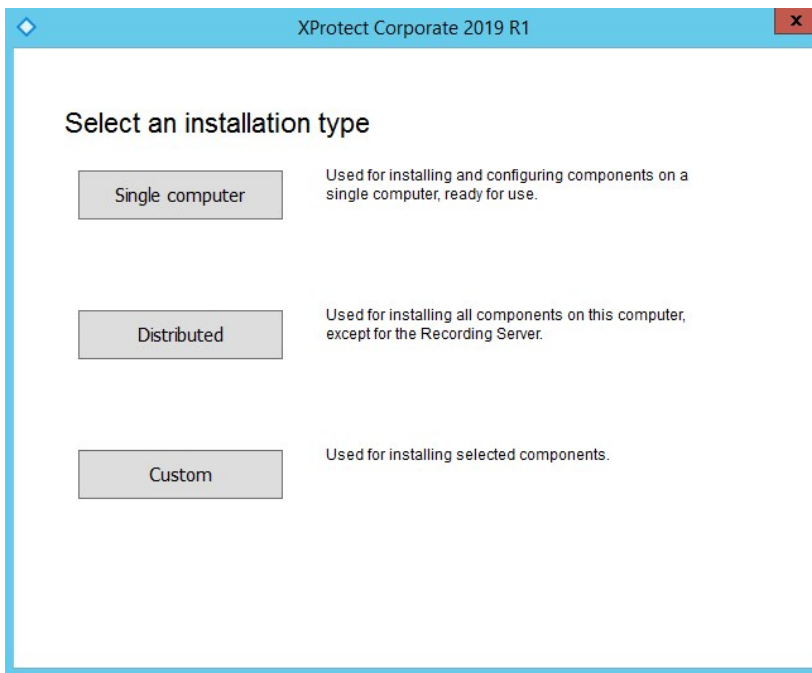 XProtect Corporate 2019 R1
x
Select an installation type
Single computer
Used for installing and configuring components on a
single computer, ready for use.
Distributed
Used for installing all components on this computer,
except for the Recording Server.
Custom
Used for installing selected components.